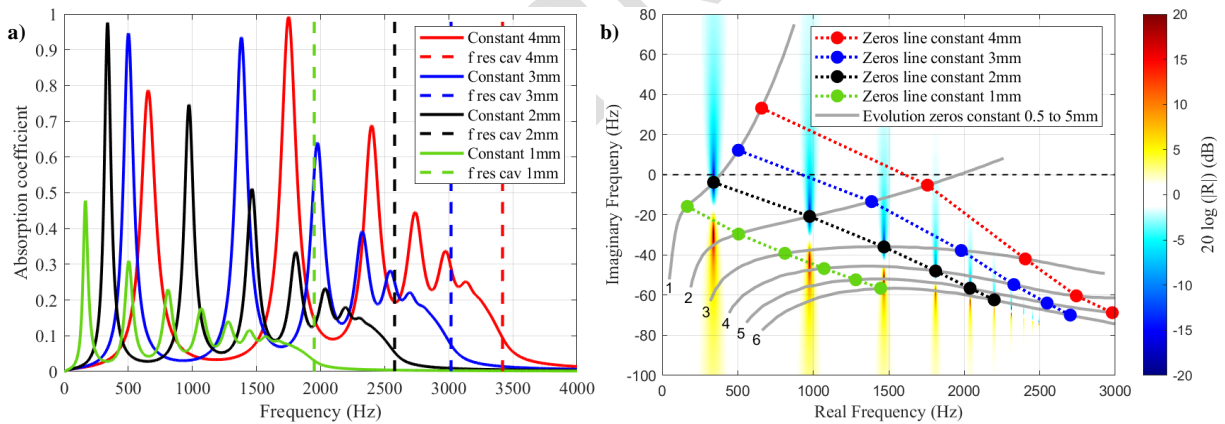 a)
Absorption coefficient
1
0.9
0.8
0.7
0.6
0.5
0.4
0.3
0.2
0.1
0
0 500 1000 1500 2000 2500 3000 3500 4000
Frequency (Hz)
Constant 4mm
f res cav 4mm
Constant 3mm
f res cav 3mm
Constant 2mm
f res cav 2mm
Constant 1mm
f res cav 1mm
b)
Imaginary Frequeny (Hz)
80
60
40
20
0
-20
-40
-60
-80
-100
0 500 1000 1500 2000 2500 3000
Real Frequency (Hz)
Zeros line constant 4mm
Zeros line constant 3mm
Zeros line constant 2mm
Zeros line constant 1mm
Evolution zeros constant 0.5 to 5mm
1
2
3
4
5
6
20
15
10
5
0
-5
-10
-15
-20
20 log (|R|) (dB)